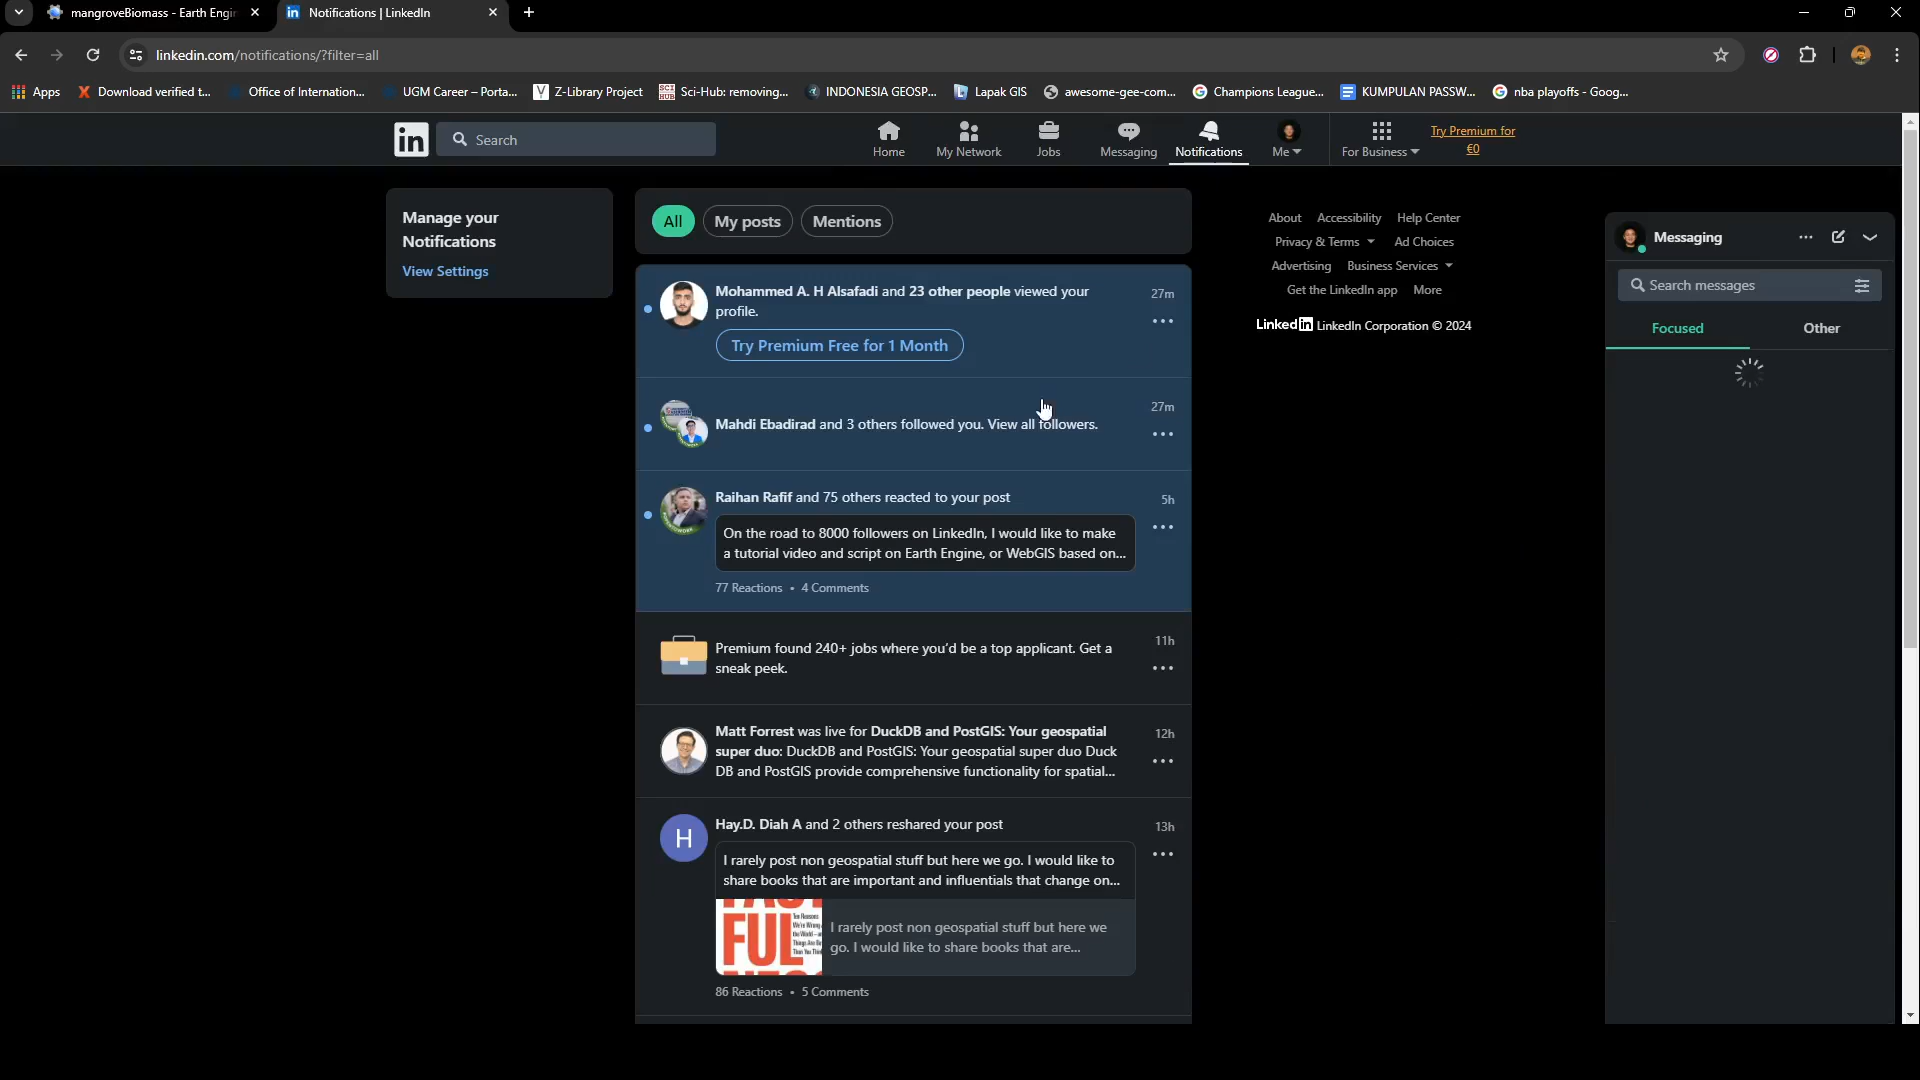 mangroveBiomass - Earth Engi
Notifications | LinkedIn
linkedin.com/notifications/?filter=all
Apps
Download verified t...
Office of Internation...
UGM Career – Porta...
Z-Library Project
Sci-Hub: removing...
INDONESIA GEOSP...
Lapak GIS
awesome-gee-com...
Champions League...
KUMPULAN PASSW...
nba playoffs - Goog...
in
Search
Home
My Network
Jobs
Messaging
Notifications
Me
For Business
Try Premium for
€0
Manage your
Notifications
View Settings
All
My posts
Mentions
Mohammed A. H Alsafadi and 23 other people viewed your
profile.
27m
Try Premium Free for 1 Month
Mahdi Ebadirad and 3 others followed you. View all followers.
27m
Raihan Rafif and 75 others reacted to your post
5h
On the road to 8000 followers on LinkedIn, I would like to make
a tutorial video and script on Earth Engine, or WebGIS based on...
77 Reactions • 4 Comments
Premium found 240+ jobs where you'd be a top applicant. Get a
sneak peek.
11h
Matt Forrest was live for DuckDB and PostGIS: Your geospatial
super duo: DuckDB and PostGIS: Your geospatial super duo Duck
DB and PostGIS provide comprehensive functionality for spatial...
12h
H
Hay.D. Diah A and 2 others reshared your post
13h
I rarely post non geospatial stuff but here we go. I would like to
share books that are important and influentials that change on...
FUL
I rarely post non geospatial stuff but here we
go. I would like to share books that are...
86 Reactions • 5 Comments
About
Accessibility
Help Center
Privacy & Terms
Ad Choices
Advertising
Business Services
Get the LinkedIn app
More
LinkedIn LinkedIn Corporation © 2024
Messaging
Search messages
Focused
Other